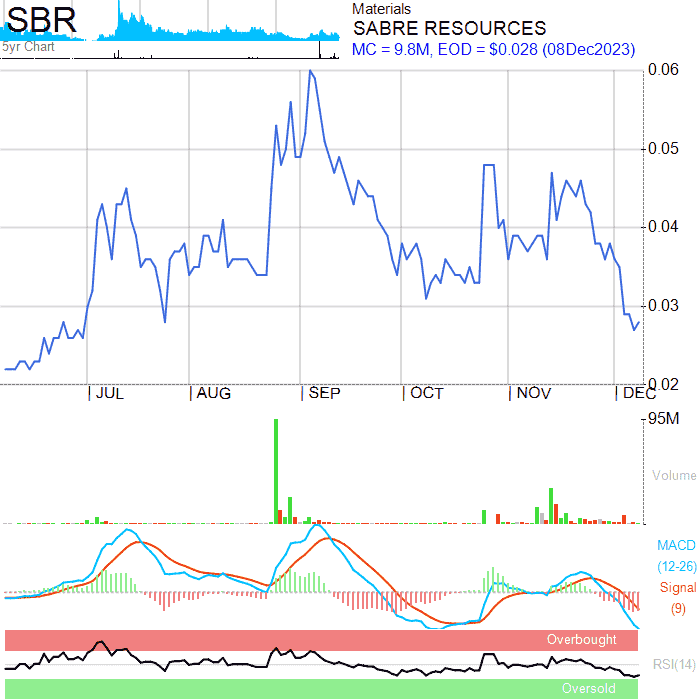 SBR
5yr Chart
Materials
SABRE RESOURCES
MC = 9.8M, EOD = $0.028 (08Dec2023)
0.06
0.05
0.04
0.03
0.02
JUL AUG SEP OCT NOV DEC
95M
Volume
MACD
(12-26)
Signal
(9)
Overbought
RSI(14)
Oversold